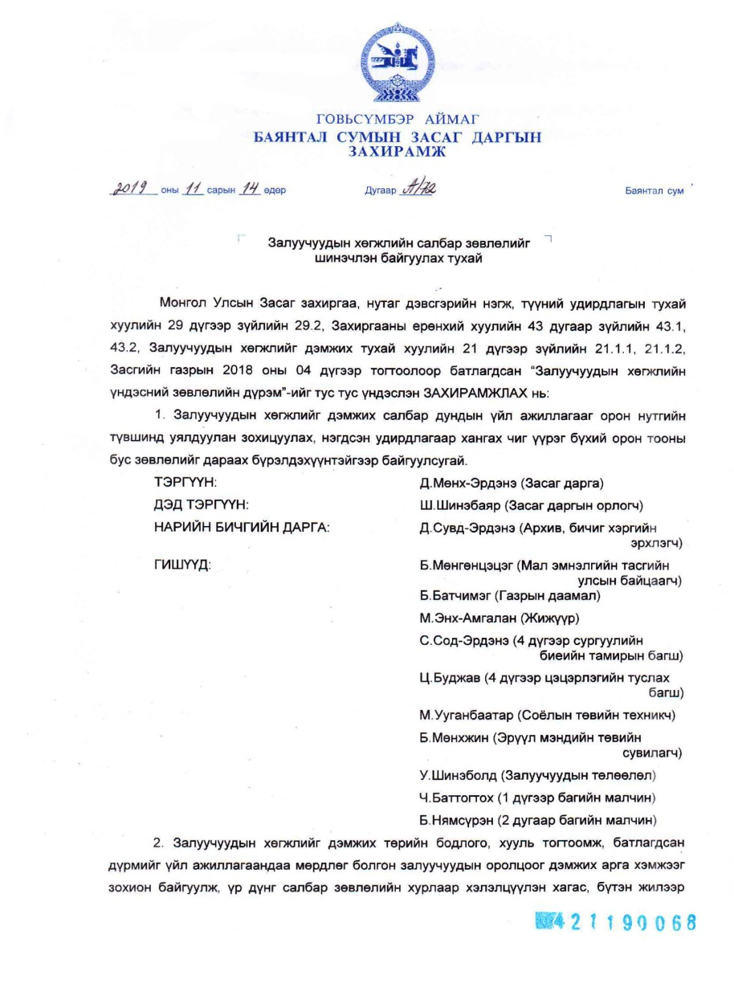 ГОВЬСҮМБЭР АЙМАГ
БАЯНТАЛ СУМЫН ЗАСАГ ДАРГЫН
ЗАХИРАМЖ
2019 оны 11 сарын 14 өдөр Дугаар А/72 Баянтал сум
Залуучуудын хөгжлийн салбар зөвлөлийг
шинэчлэн байгуулах тухай
Монгол Улсын Засаг захиргаа, нутаг дэвсгэрийн нэгж, түүний удирдлагын тухай
хуулийн 29 дүгээр зүйлийн 29.2, Захиргааны ерөнхий хуулийн 43 дугаар зүйлийн 43.1,
43.2, Залуучуудын хөгжлийг дэмжих тухай хуулийн 21 дүгээр зүйлийн 21.1.1, 21.1.2,
Засгийн газрын 2018 оны 04 дүгээр тогтоолоор батлагдсан “Залуучуудын хөгжлийн
үндэсний зөвлөлийн дүрэм”-ийг тус тус үндэслэн ЗАХИРАМЖЛАХ нь:
1. Залуучуудын хөгжлийг дэмжих салбар дундын үйл ажиллагааг орон нутгийн
түвшинд уялдуулан зохицуулах, нэгдсэн удирдлагаар хангах чиг үүрэг бүхий орон тооны
бус зөвлөлийг дараах бүрэлдэхүүнтэйгээр байгуулсугай.
ТЭРГҮҮН: Д.Мөнх-Эрдэнэ (Засаг дарга)
ДЭД ТЭРГҮҮН: Ш.Шинэбаяр (Засаг даргын орлогч)
НАРИЙН БИЧГИЙН ДАРГА: Д.Сувд-Эрдэнэ (Архив, бичиг хэргийн
эрхлэгч)
ГИШҮҮД: Б.Мөнгөнцэцэг (Мал эмнэлгийн тасгийн
улсын байцаагч)
Б.Батчимэг (Газрын даамал)
М.Энх-Амгалан (Жижүүр)
С.Сод-Эрдэнэ (4 дүгээр сургуулийн
биеийн тамирын багш)
Ц.Буджав (4 дүгээр цэцэрлэгийн туслах
багш)
М.Ууганбаатар (Соёлын төвийн техникч)
Б.Мөнхжин (Эрүүл мэндийн төвийн
сувилагч)
У.Шинэболд (Залуучуудын төлөөлөл)
Ч.Баттогтох (1 дүгээр багийн малчин)
Б.Нямсүрэн (2 дугаар багийн малчин)
2. Залуучуудын хөгжлийг дэмжих төрийн бодлого, хууль тогтоомж, батлагдсан
дүрмийг үйл ажиллагаандаа мөрдлөг болгон залуучуудын оролцоог дэмжих арга хэмжээг
зохион байгуулж, үр дүнг салбар зөвлөлийн хурлаар хэлэлцүүлэн хагас, бүтэн жилээр
421190068